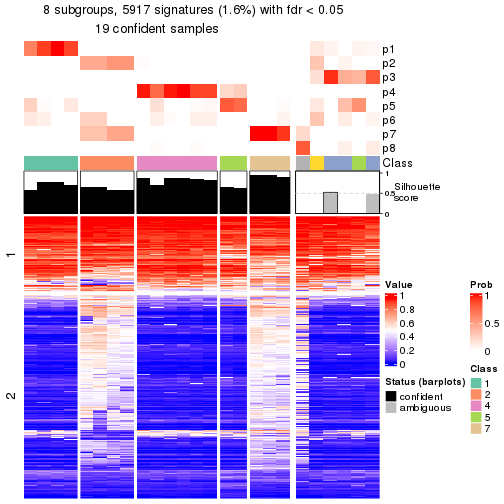 8 subgroups, 5917 signatures (1.6%) with fdr < 0.05
19 confident samples
p1
p2
p3
p4
p5
p6
p7
p8
Class
1
0.5
0
Silhouette
score
1
2
Value
1
0.8
0.6
0.4
0.2
0
Prob
1
0.5
0
Status (barplots)
confident
ambiguous
Class
1
2
4
5
7